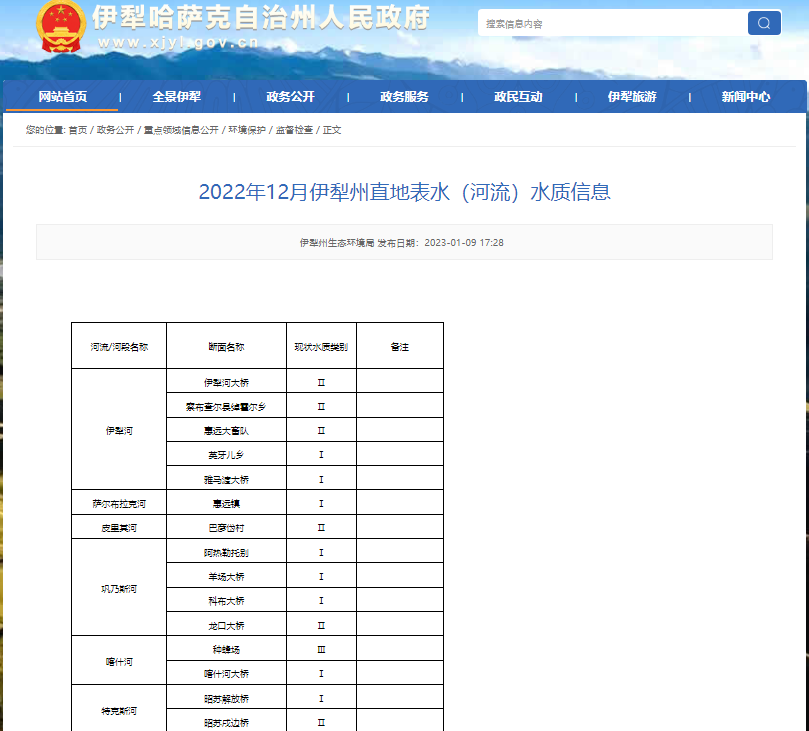 伊犁哈萨克自治州人民政府
www.xjyl.gov.cn
搜索信息内容
网站首页 | 全景伊犁 | 政务公开 | 政务服务 | 政民互动 | 伊犁旅游 | 新闻中心
您的位置: 首页 / 政务公开 / 重点领域信息公开 / 环境保护 / 监督检查 / 正文
2022年12月伊犁州直地表水（河流）水质信息
伊犁州生态环境局 发布日期：2023-01-09 17:28
河流/河段名称 断面名称 现状水质类别 备注
伊犁河 伊犁河大桥 Ⅱ
察布查尔县绰霍尔乡 Ⅱ
惠远大畜队 Ⅱ
英牙儿乡 Ⅰ
雅马渡大桥 Ⅰ
萨尔布拉克河 惠远镇 Ⅰ
皮里其河 巴彦岱村 Ⅱ
巩乃斯河 阿热勒托别 Ⅰ
羊场大桥 Ⅰ
科布大桥 Ⅰ
龙口大桥 Ⅱ
喀什河 种蜂场 Ⅲ
喀什河大桥 Ⅰ
特克斯河 昭苏解放桥 Ⅰ
昭苏戍边桥 Ⅱ